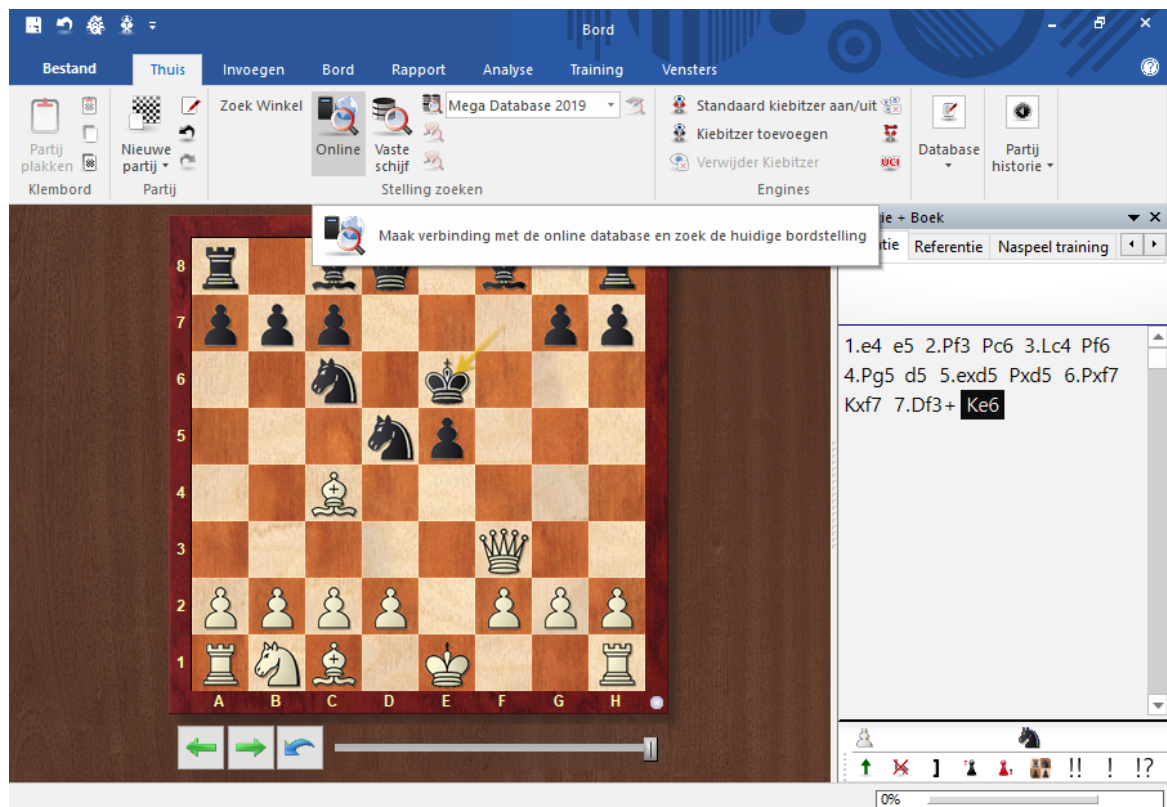 Bord
Bestand Thuis Invoegen Bord Rapport Analyse Training Vensters
Partij plakken
Klembord
Nieuwe partij
Partij
Zoek Winkel
Online
Vaste schijf
Mega Database 2019
Stelling zoeken
Standaard kiebitzer aan/uit
Kiebitzer toevoegen
Verwijder Kiebitzer
UCI
Engines
Database
Partij historie
Maak verbinding met de online database en zoek de huidige bordstelling
ie + Boek
tie Referentie Naspeel training
1.e4 e5 2.Pf3 Pc6 3.Lc4 Pf6
4.Pg5 d5 5.exd5 Pxd5 6.Pxf7
Kxf7 7.Df3+ Ke6
8
7
6
5
4
3
2
1
A B C D E F G H
] !! ! !?
0%